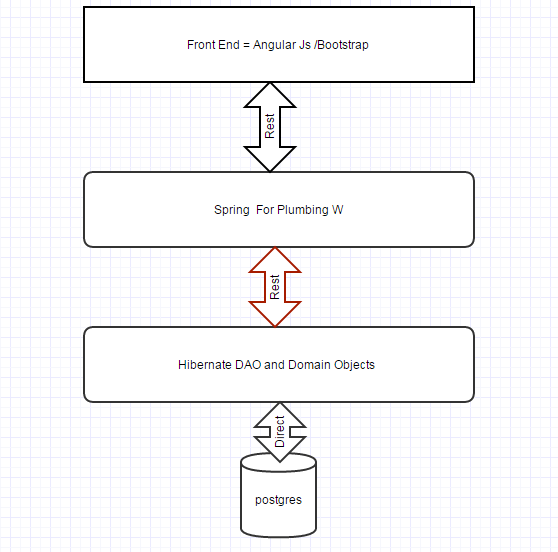 Front End = Angular Js /Bootstrap
Rest
Spring  For Plumbing W
Rest
Hibernate DAO and Domain Objects
Direct
postgres